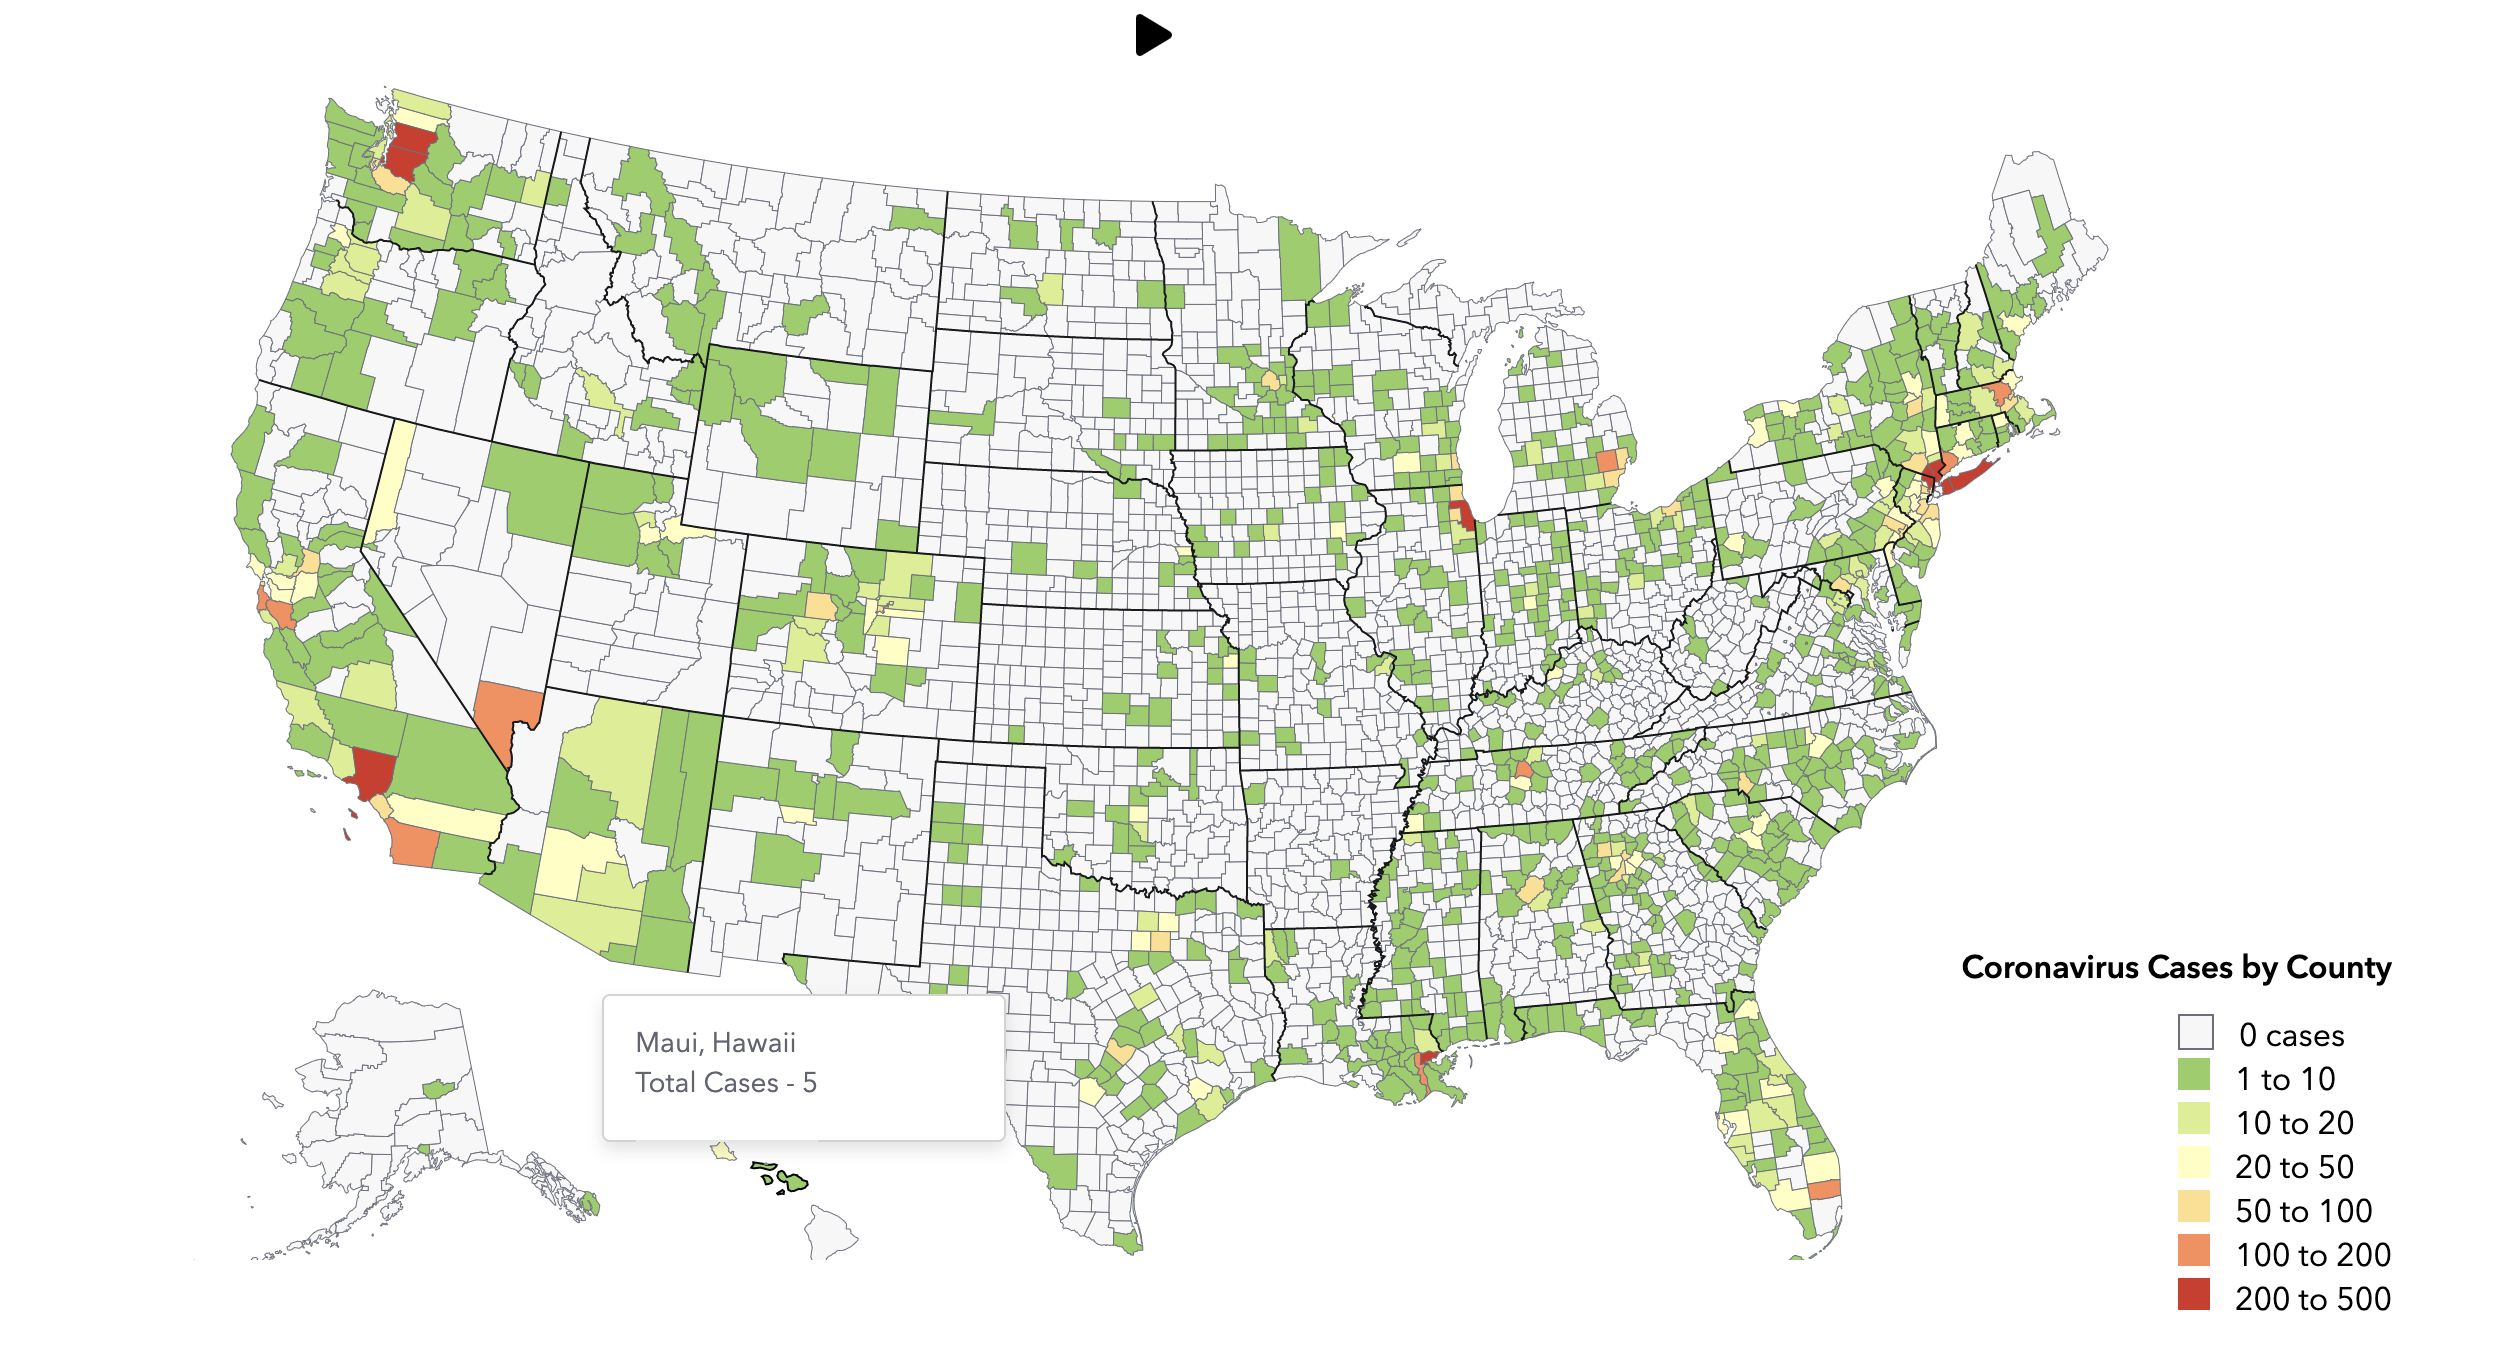 Maui, Hawaii
Total Cases - 5
Coronavirus Cases by County
0 cases
1 to 10
10 to 20
20 to 50
50 to 100
100 to 200
200 to 500